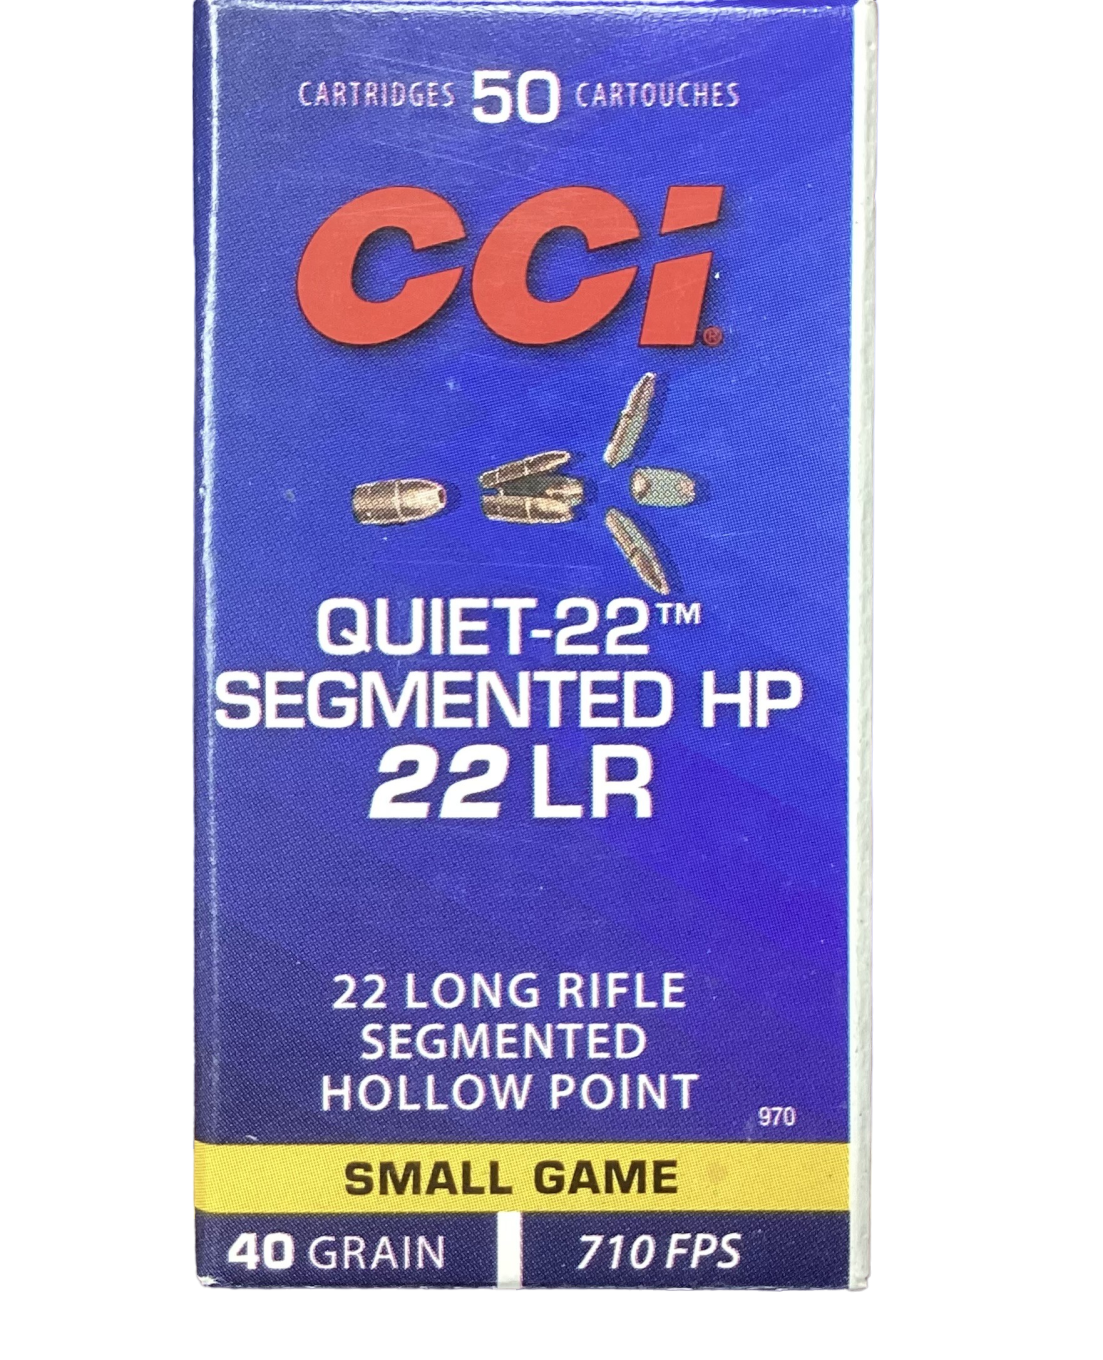 CARTRIDGES 50 CARTOUCHES
CCI®
QUIET-22™
SEGMENTED HP
22 LR
22 LONG RIFLE
SEGMENTED
HOLLOW POINT
970
SMALL GAME
40 GRAIN 710 FPS